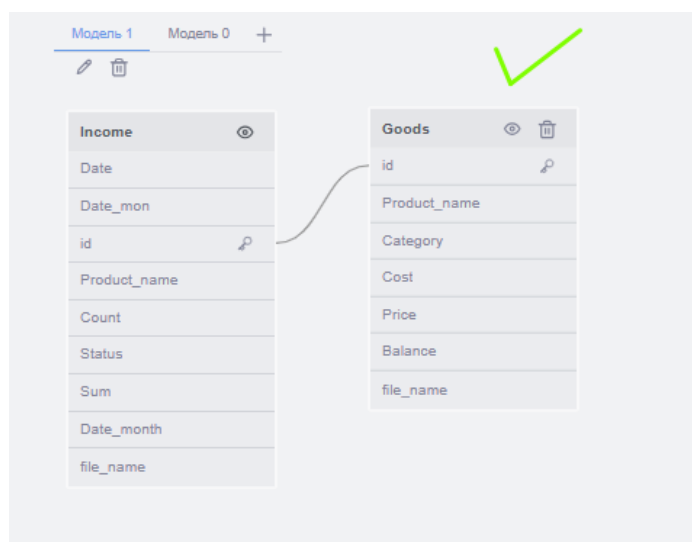 Модель 1 Модель 0
Income
Date
Date_mon
id
Product_name
Count
Status
Sum
Date_month
file_name
Goods
id
Product_name
Category
Cost
Price
Balance
file_name